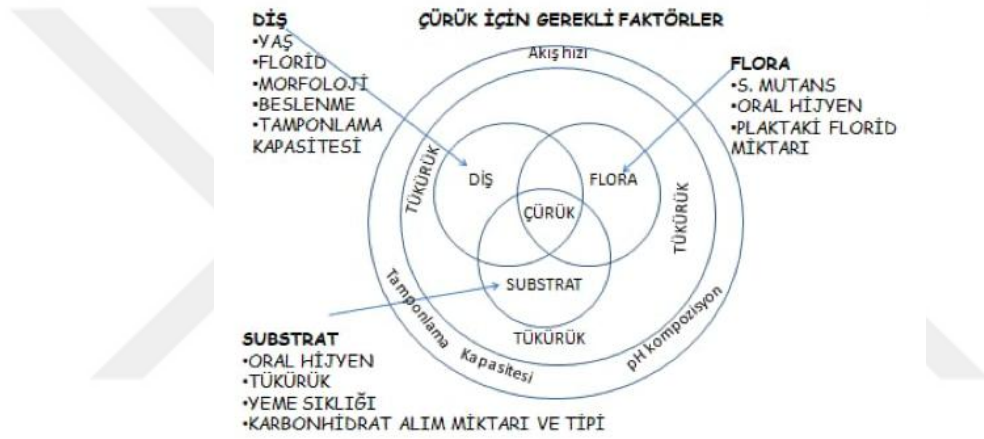 ÇÜRÜK İÇİN GEREKLİ FAKTÖRLER
DİŞ
•YAŞ
•FLORİD
•MORFOLOJİ
•BESLENME
•TAMPONLAMA
KAPASİTESİ
FLORA
•S. MUTANS
•ORAL HİJYEN
•PLAKTAKİ FLORİD
MİKTARI
Akış hızı
TÜKÜRÜK
DİŞ
FLORA
ÇÜRÜK
TÜKÜRÜK
SUBSTRAT
TÜKÜRÜK
Tamponlama Kapasitesi
pH kompozisyon
SUBSTRAT
•ORAL HİJYEN
•TÜKÜRÜK
•YEME SIKLIĞI
•KARBONHİDRAT ALIM MİKTARI VE TİPİ